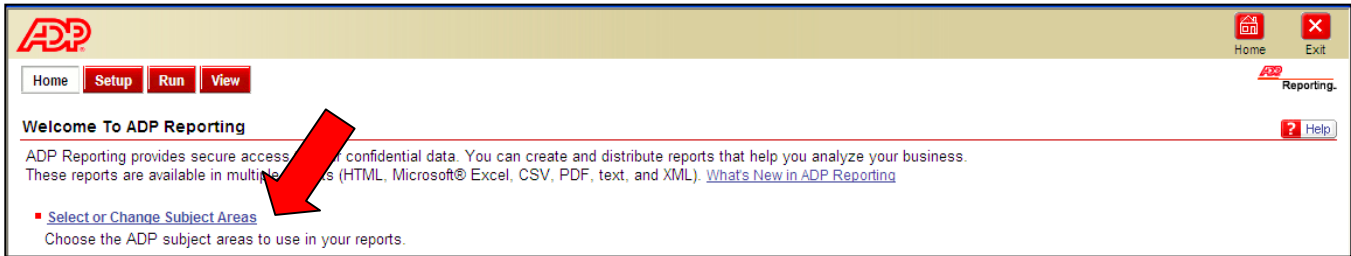 ADP
Home Exit
Home Setup Run View
ADP Reporting
Welcome To ADP Reporting
? Help
ADP Reporting provides secure access confidential data. You can create and distribute reports that help you analyze your business.
These reports are available in multiple (HTML, Microsoft® Excel, CSV, PDF, text, and XML). What's New in ADP Reporting
Select or Change Subject Areas
Choose the ADP subject areas to use in your reports.